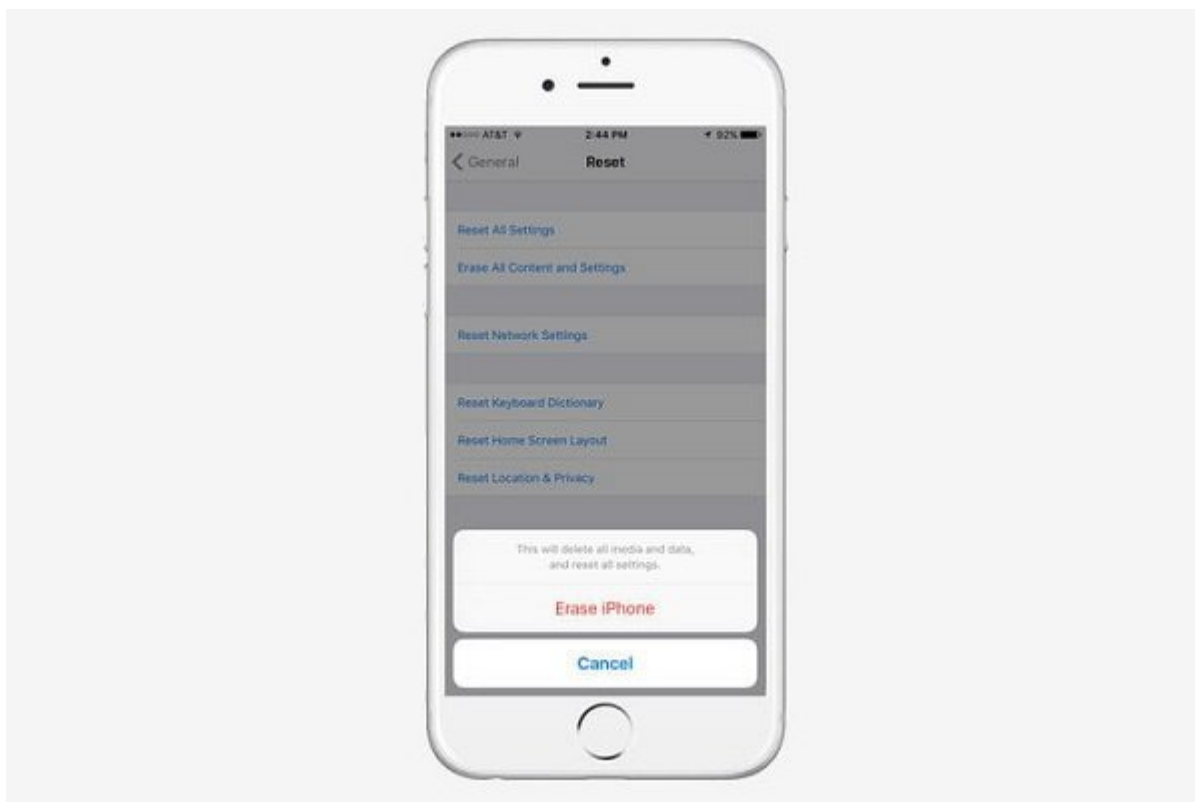 AT&T 2:44 PM 92%
General Reset
Reset All Settings
Erase All Content and Settings
Reset Network Settings
Reset Keyboard Dictionary
Reset Home Screen Layout
Reset Location & Privacy
This will delete all media and data,
and reset all settings.
Erase iPhone
Cancel